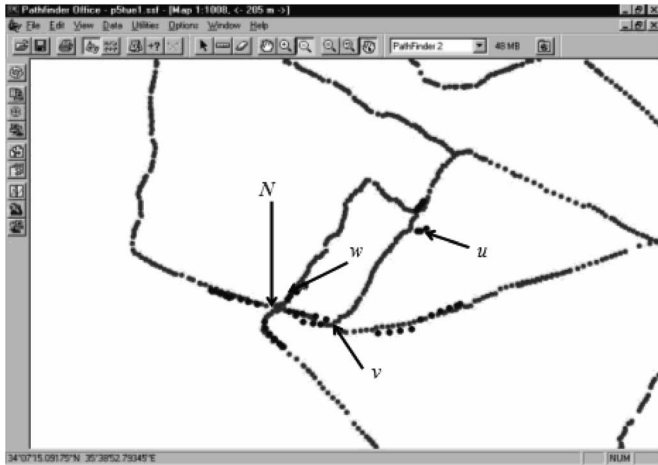 Pathfinder Office - p5tue1.ssf - [Map 1:1008, <- 205 m ->]
File Edit View Data Utilities Options Window Help
+? PathFinder 2 48 MB
N
w
u
v
34°07'15.09175"N 35°38'52.79345"E NUM